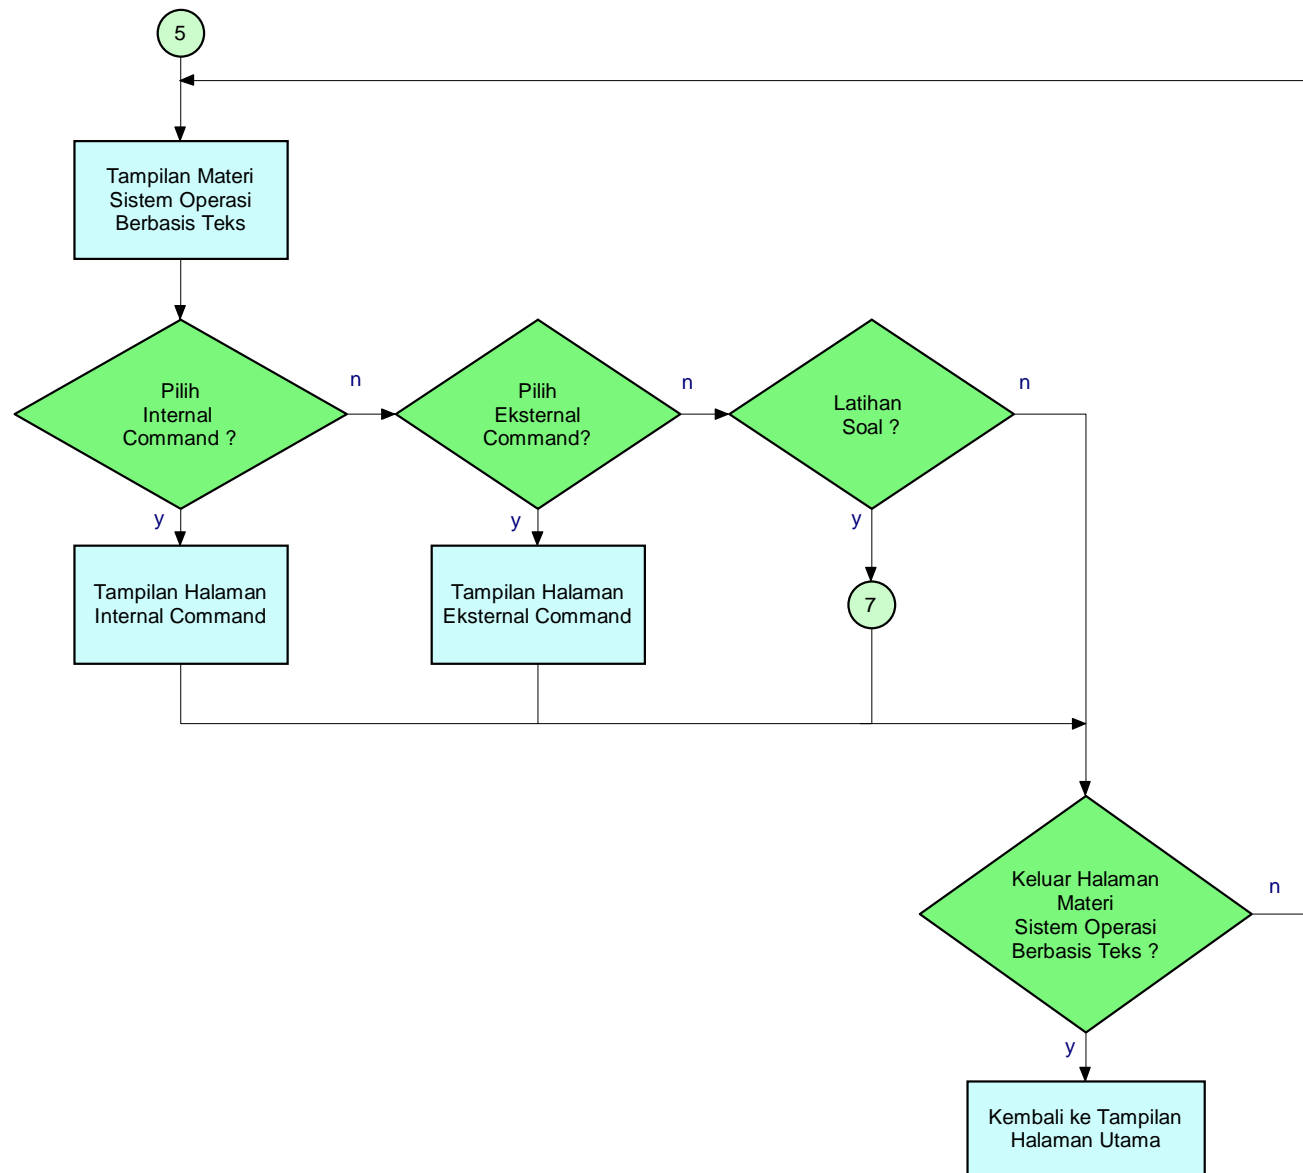 5
Tampilan Materi
Sistem Operasi
Berbasis Teks
Pilih
Internal
Command ?
n
Pilih
Eksternal
Command?
n
Latihan
Soal ?
n
y
y
y
Tampilan Halaman
Internal Command
Tampilan Halaman
Eksternal Command
7
Keluar Halaman
Materi
Sistem Operasi
Berbasis Teks ?
n
y
Kembali ke Tampilan
Halaman Utama